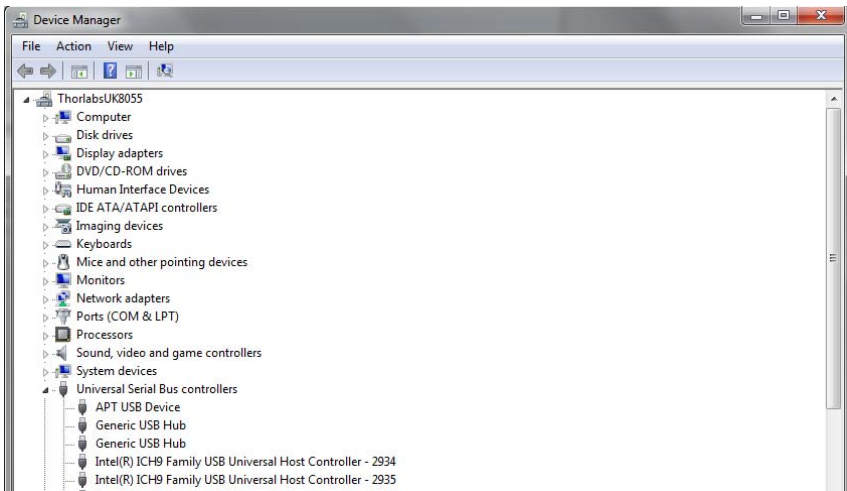 Device Manager
File Action View Help
ThorlabsUK8055
Computer
Disk drives
Display adapters
DVD/CD-ROM drives
Human Interface Devices
IDE ATA/ATAPI controllers
Imaging devices
Keyboards
Mice and other pointing devices
Monitors
Network adapters
Ports (COM & LPT)
Processors
Sound, video and game controllers
System devices
Universal Serial Bus controllers
APT USB Device
Generic USB Hub
Generic USB Hub
Intel(R) ICH9 Family USB Universal Host Controller - 2934
Intel(R) ICH9 Family USB Universal Host Controller - 2935